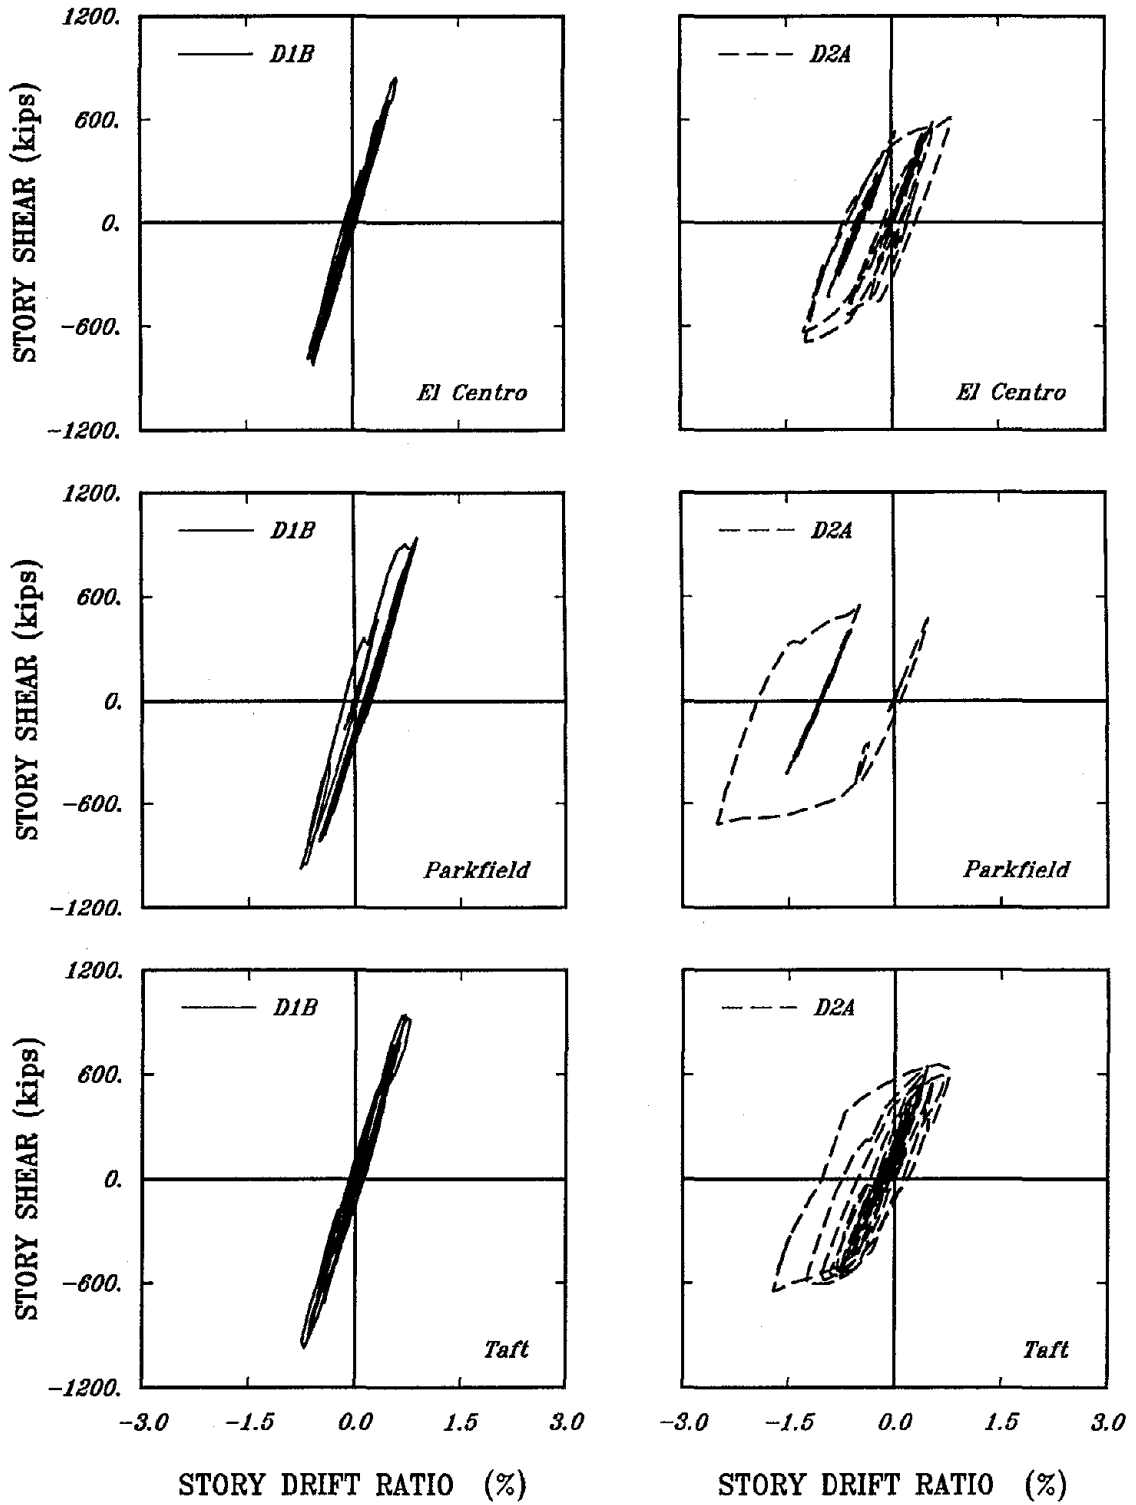 1200.
600.
0.
-600.
-1200.
STORY SHEAR (kips)
D1B
El Centro
D2A
El Centro
1200.
600.
0.
-600.
-1200.
STORY SHEAR (kips)
D1B
Parkfield
D2A
Parkfield
1200.
600.
0.
-600.
-1200.
STORY SHEAR (kips)
D1B
Taft
D2A
Taft
-3.0 -1.5 0.0 1.5 3.0
-3.0 -1.5 0.0 1.5 3.0
STORY DRIFT RATIO (%)
STORY DRIFT RATIO (%)